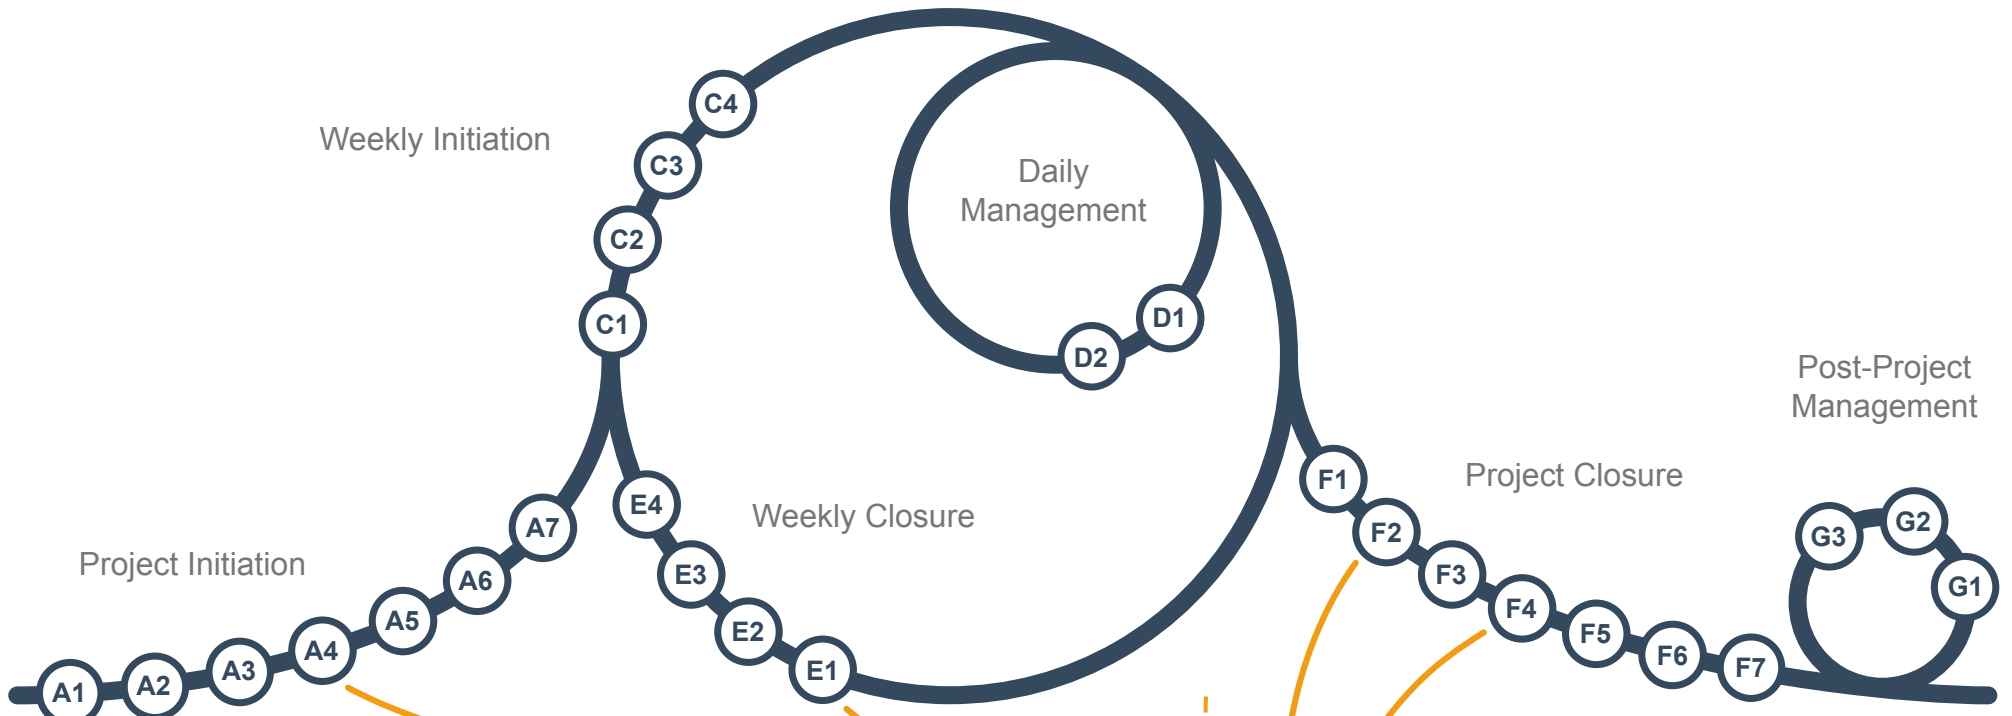 Project Initiation
A1
A2
A3
A4
A5
A6
A7
Weekly Initiation
C1
C2
C3
C4
Daily
Management
D1
D2
Weekly Closure
E1
E2
E3
E4
Project Closure
F1
F2
F3
F4
F5
F6
F7
Post-Project
Management
G1
G2
G3